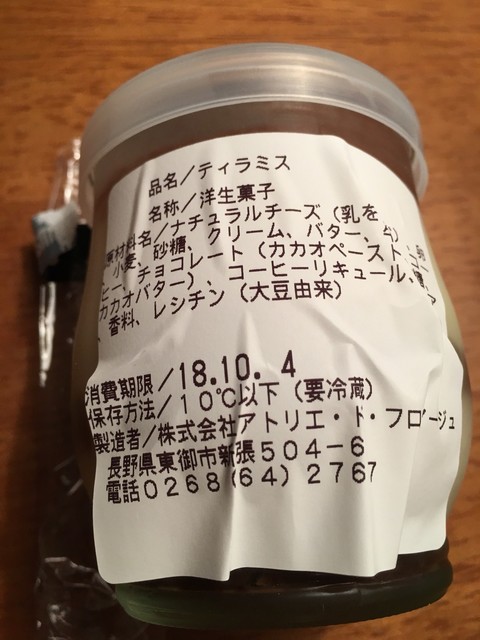 品名／ティラミス
名称／洋生菓子
原材料名／ナチュラルチーズ（乳を
小麦、砂糖、クリーム、バター、
ヒー、チョコレート（カカオペースト、
カカオバター）、コーヒーリキュール、
、香料、レシチン（大豆由来）
消費期限／18.10. 4
保存方法／１０℃以下（要冷蔵）
製造者／株式会社アトリエ・ド・フロマージュ
長野県東御市新張５０４−６
電話０２６８（６４）２７６７